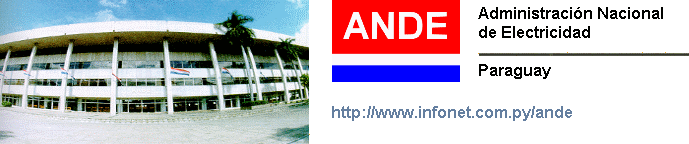 ANDE
Administración Nacional
de Electricidad
Paraguay
http://www.infonet.com.py/ande